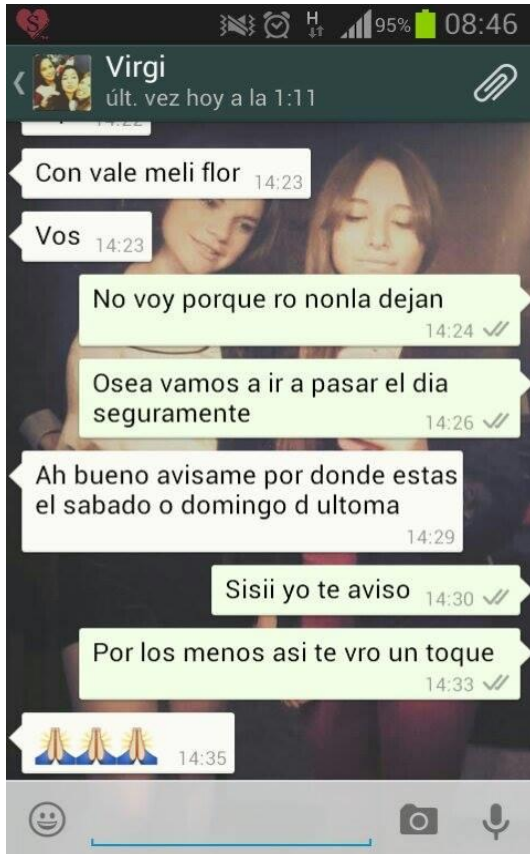 S
H
95%
08:46
Virgi
últ. vez hoy a la 1:11
14:22
Con vale meli flor 14:23
Vos 14:23
No voy porque ro nonla dejan
14:24
Osea vamos a ir a pasar el dia
seguramente 14:26
Ah bueno avisame por donde estas
el sabado o domingo d ultoma
14:29
Sisii yo te aviso 14:30
Por los menos asi te vro un toque
14:33
14:35